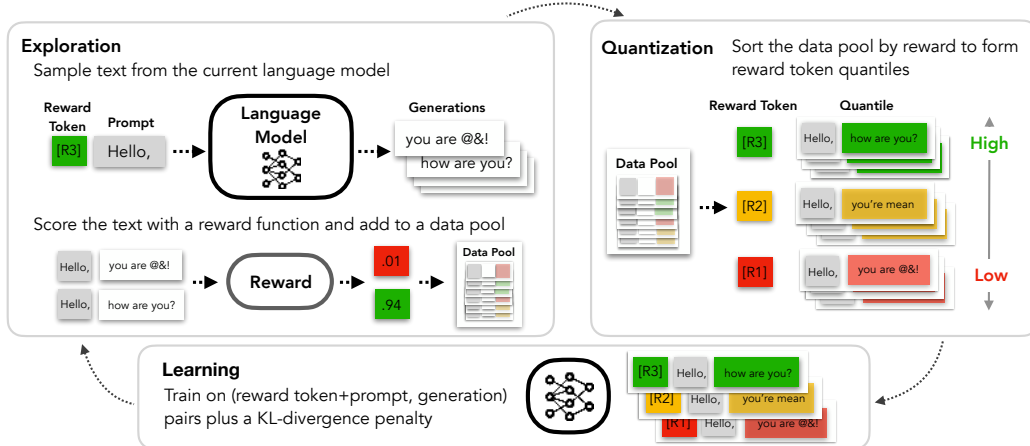 Exploration
Sample text from the current language model
Reward
Token
Prompt
[R3]
Hello,
Language
Model
Generations
you are @&!
how are you?
Score the text with a reward function and add to a data pool
Hello,
you are @&!
Hello,
how are you?
Reward
.01
.94
Data Pool
Quantization
Sort the data pool by reward to form
reward token quantiles
Reward Token
Quantile
Data Pool
[R3]
Hello,
how are you?
High
[R2]
Hello,
you're mean
[R1]
Hello,
you are @&!
Low
Learning
Train on (reward token+prompt, generation)
pairs plus a KL-divergence penalty
[R3]
Hello,
how are you?
[R2]
Hello,
you're mean
[R1]
Hello,
you are @&!